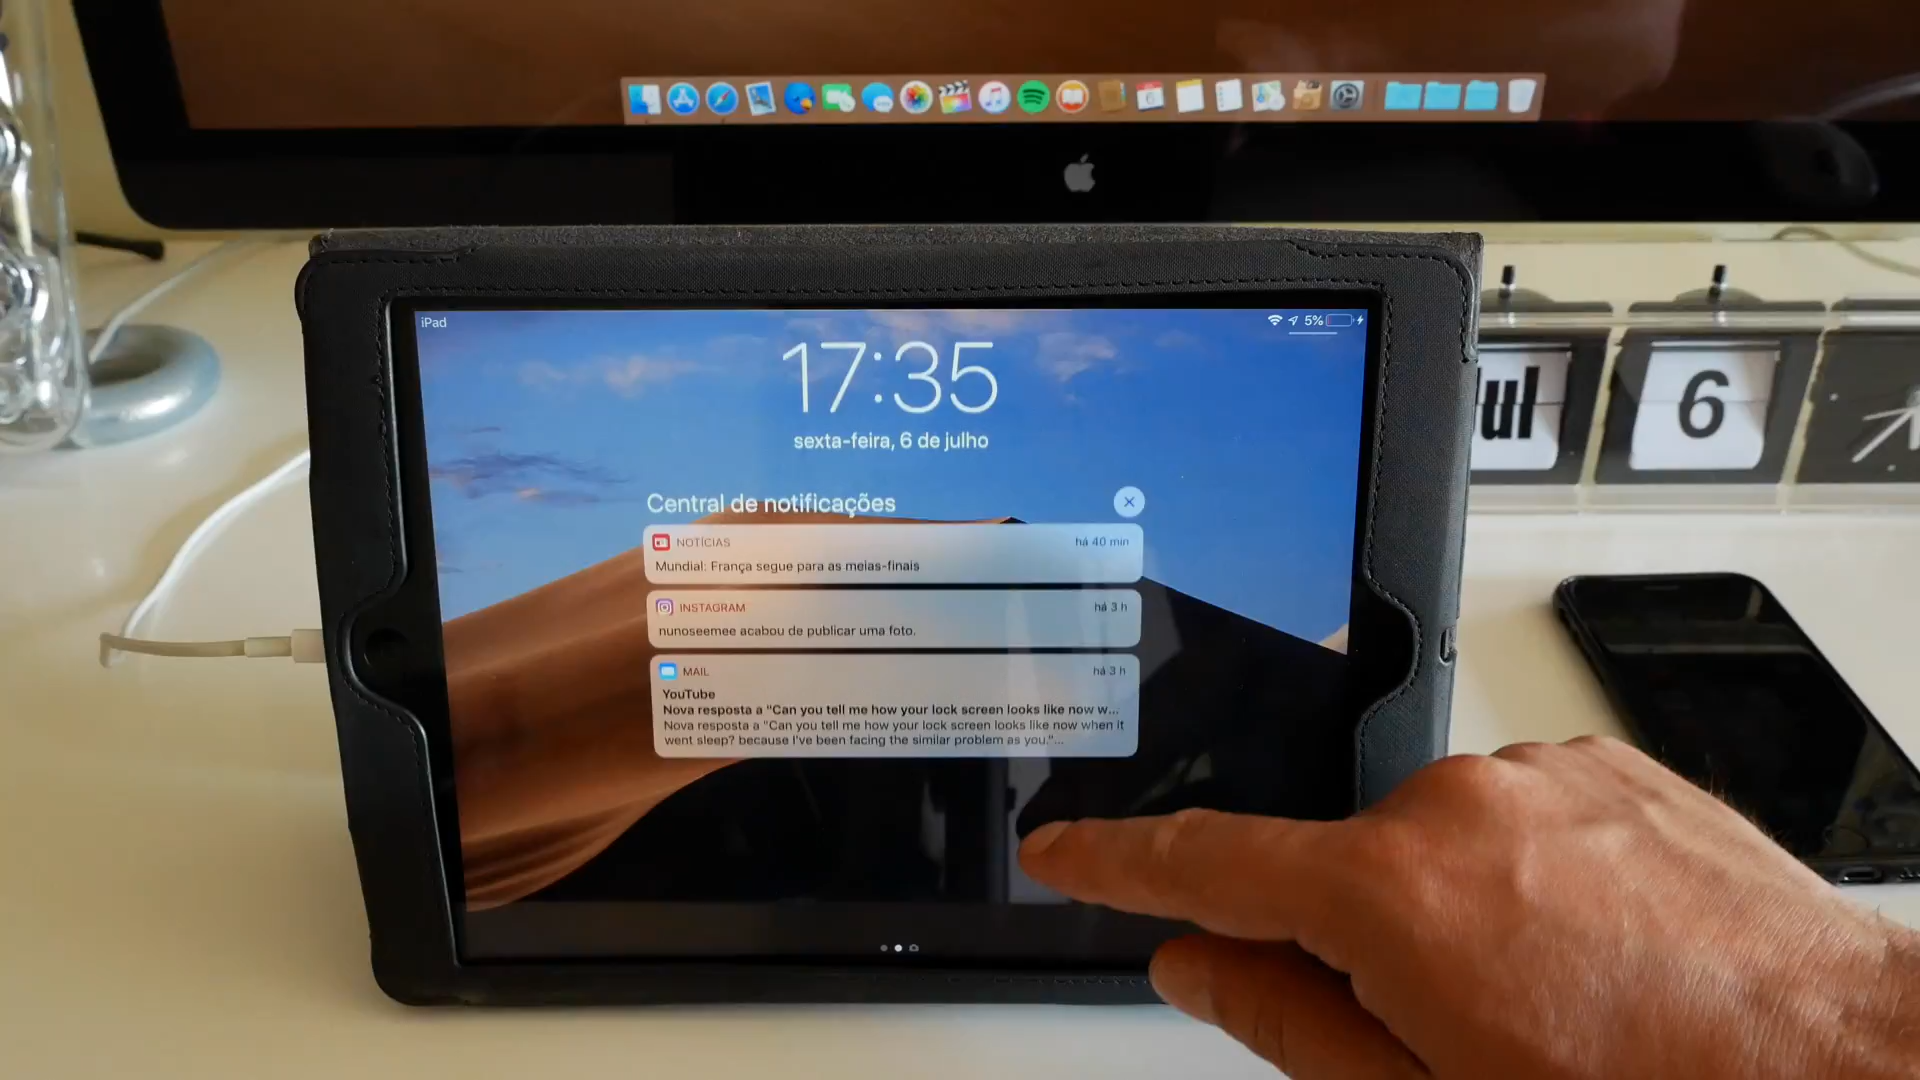 iPad
5%
17:35
sexta-feira, 6 de julho
Central de notificações
NOTÍCIAS
há 40 min
Mundial: França segue para as meias-finais
INSTAGRAM
há 3 h
nunoseemee acabou de publicar uma foto.
MAIL
há 3 h
YouTube
Nova resposta a "Can you tell me how your lock screen looks like now w...
Nova resposta a "Can you tell me how your lock screen looks like now when it
went sleep? because I've been facing the similar problem as you."...
ul
6
6